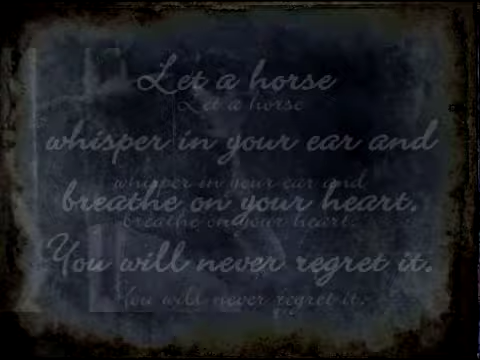 Let a horse
Let a horse
whisper in your ear and
whisper in your ear and
breathe on your heart.
breathe on your heart.
You will never regret it.
You will never regret it.